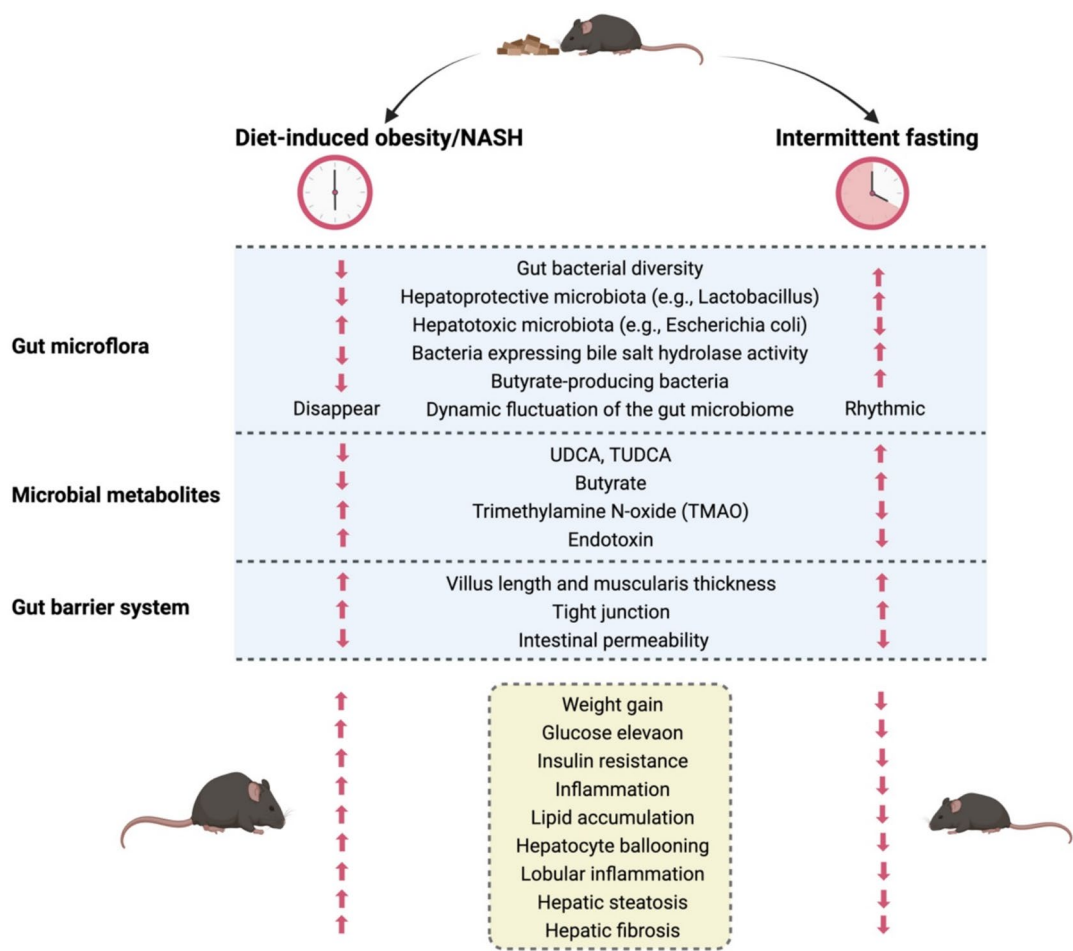 Diet-induced obesity/NASH
Intermittent fasting
Gut microflora
Gut bacterial diversity
Hepatoprotective microbiota (e.g., Lactobacillus)
Hepatotoxic microbiota (e.g., Escherichia coli)
Bacteria expressing bile salt hydrolase activity
Butyrate-producing bacteria
Disappear Dynamic fluctuation of the gut microbiome Rhythmic
Microbial metabolites
UDCA, TUDCA
Butyrate
Trimethylamine N-oxide (TMAO)
Endotoxin
Gut barrier system
Villus length and muscularis thickness
Tight junction
Intestinal permeability
Weight gain
Glucose elevaon
Insulin resistance
Inflammation
Lipid accumulation
Hepatocyte ballooning
Lobular inflammation
Hepatic steatosis
Hepatic fibrosis